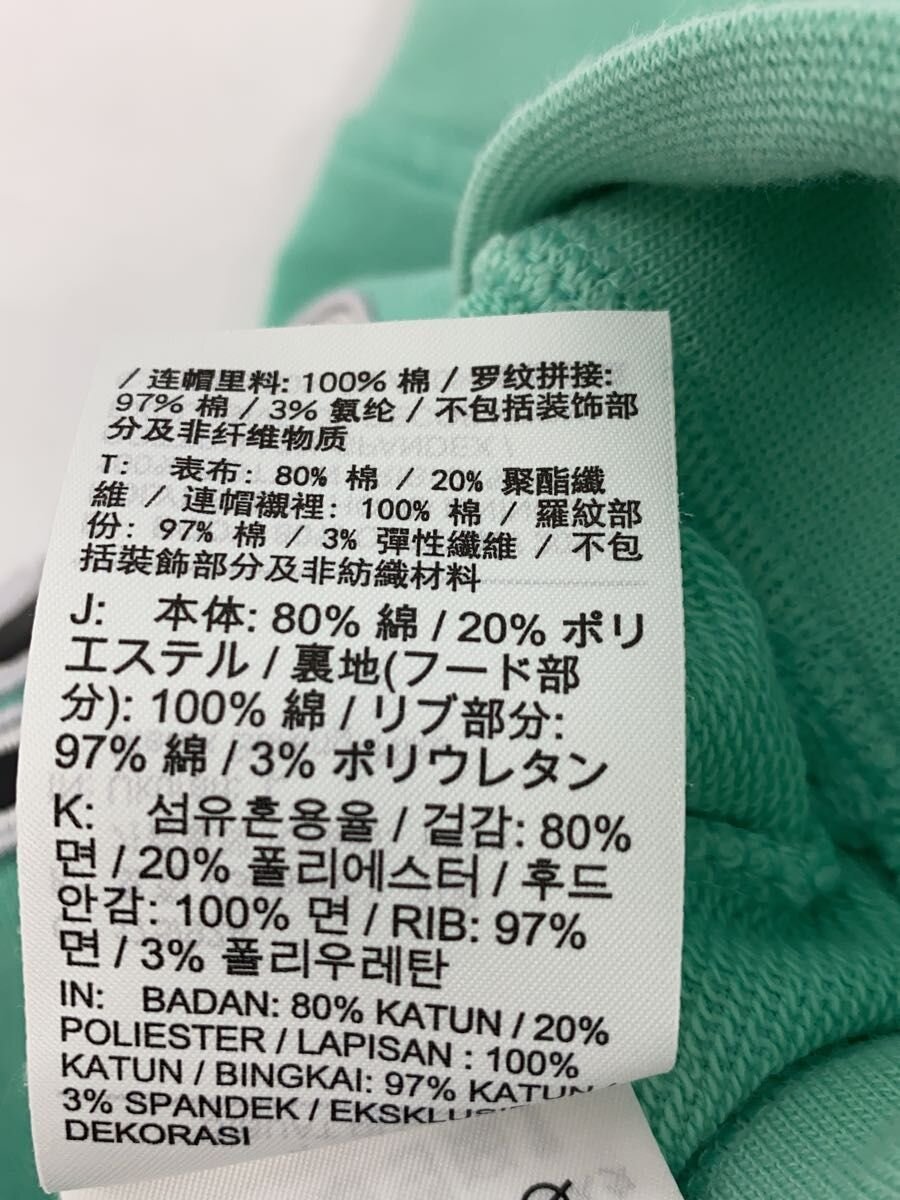 / 连帽里料: 100% 棉 / 罗纹拼接:
97% 棉 / 3% 氨纶 / 不包括装饰部
分及非纤维物质
T: 表布: 80% 棉 / 20% 聚酯纖
維 / 連帽襯裡: 100% 棉 / 羅紋部
份: 97% 棉 / 3% 彈性纖維 / 不包
括裝飾部分及非紡織材料
J: 本体: 80% 綿 / 20% ポリ
エステル / 裏地(フード部
分): 100% 綿 / リブ部分:
97% 綿 / 3% ポリウレタン
K: 섬유혼용율 / 겉감: 80%
면 / 20% 폴리에스터 / 후드
안감: 100% 면 / RIB: 97%
면 / 3% 폴리우레탄
IN: BADAN: 80% KATUN / 20%
POLIESTER / LAPISAN : 100%
KATUN / BINGKAI: 97% KATUN /
3% SPANDEK /
DEKORASI